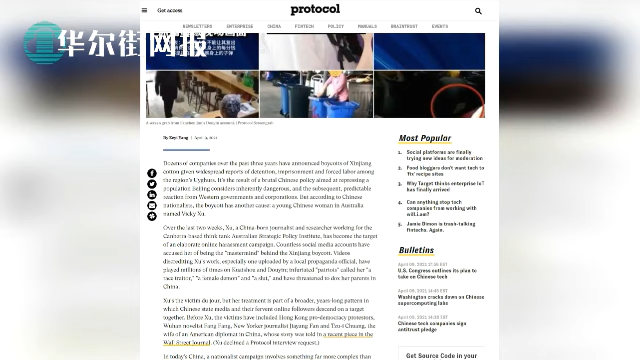 Get access
protocol
NEWSLETTERS ENTERPRISE CHINA FINTECH POLICY MANUALS BRAINTRUST EVENTS
华尔街网报
By Zeyi Yang | April 9, 2021
Dozens of companies over the past three years have announced boycotts of Xinjiang
cotton given widespread reports of detention, imprisonment and forced labor among
the region's Uyghurs. It's the result of a brutal Chinese policy aimed at repressing a
population Beijing considers inherently dangerous, and the subsequent, predictable
reaction from Western governments and corporations. But according to Chinese
nationalists, the boycott has another cause: a young Chinese woman in Australia
named Vicky Xu.
Over the last two weeks, Xu, a China-born journalist and researcher working for the
Canberra-based think tank Australian Strategic Policy Institute, has become the target
of an elaborate online harassment campaign. Countless social media accounts have
accused her of being the "mastermind" behind the Xinjiang boycott. Videos
discrediting Xu's work, especially one uploaded by a local propaganda official, have
played millions of times on Kuaishou and Douyin; infuriated "patriots" called her "a
race traitor," "a female demon" and "a slut," and have threatened to dox her parents in
China.
Xu's the victim du jour, but her treatment is part of a broader, years-long pattern in
which Chinese state media and their fervent online followers descend on a target
together. Before Xu, the victims have included Hong Kong pro-democracy protestors,
Wuhan novelist Fang Fang, New Yorker journalist Jiayang Fan and Tzu-i Chuang, the
wife of an American diplomat in China, whose story was told in a recent piece in the
Wall Street Journal. (Xu declined a Protocol interview request.)
In today's China, a nationalist campaign involves something far more complex than
Most Popular
1. Social platforms are finally
trying new ideas for moderation
2. Food bloggers don't want tech to
'fix' recipe sites
3. Why Target thinks enterprise IoT
has finally arrived
4. Can anything stop tech
companies from working with
will.i.am?
5. Jamie Dimon is trash-talking
fintechs. Again.
Bulletins
U.S. Congress outlines its plan to
take on Chinese tech
Washington cracks down on Chinese
supercomputing labs
Chinese tech companies sign
antitrust pledge
Get Source Code in your